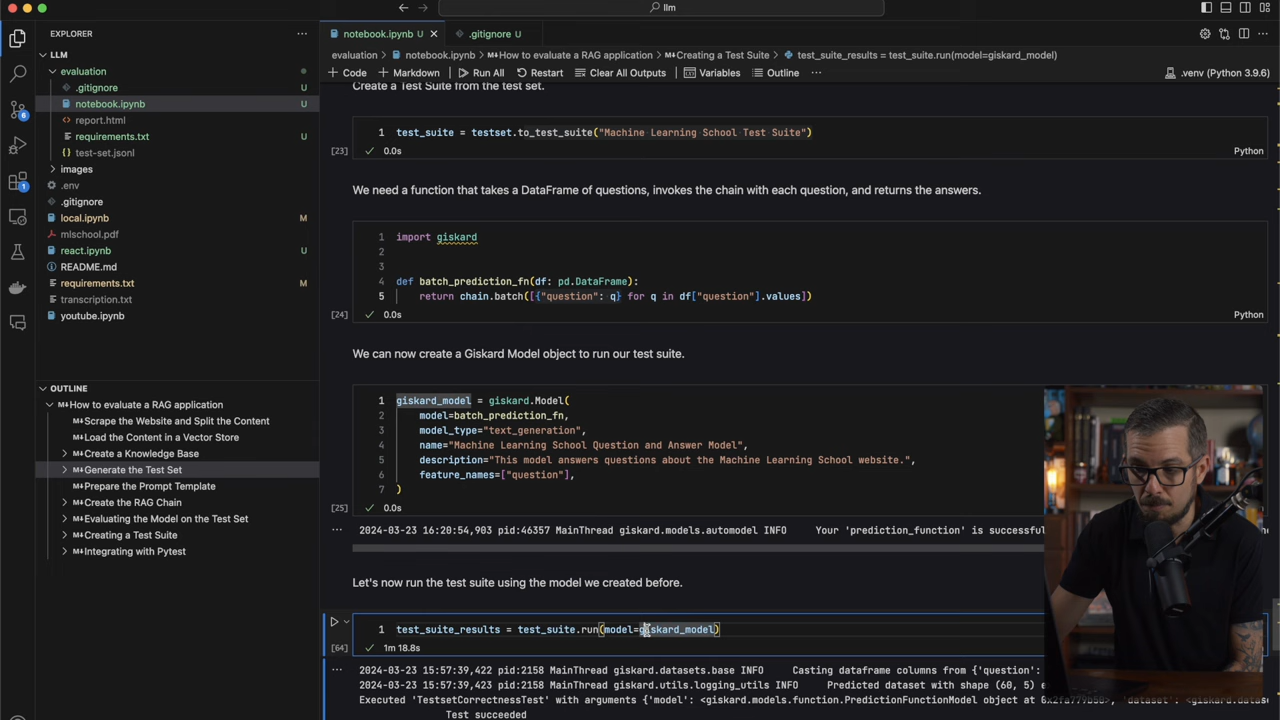 llm
EXPLORER
LLM
evaluation
.gitignore U
notebook.ipynb U
report.html
requirements.txt U
test-set.jsonl
images
.env
.gitignore
local.ipynb M
mlschool.pdf
react.ipynb U
README.md
requirements.txt M
transcription.txt
youtube.ipynb
OUTLINE
How to evaluate a RAG application
Scrape the Website and Split the Content
Load the Content in a Vector Store
Create a Knowledge Base
Generate the Test Set
Prepare the Prompt Template
Create the RAG Chain
Evaluating the Model on the Test Set
Creating a Test Suite
Integrating with Pytest
6
1
notebook.ipynb U
.gitignore U
evaluation > notebook.ipynb > How to evaluate a RAG application > Creating a Test Suite > test_suite_results = test_suite.run(model=giskard_model)
+ Code + Markdown Run All Restart Clear All Outputs Variables Outline ... .venv (Python 3.9.6)
Create a Test Suite from the test set.
1 test_suite = testset.to_test_suite("Machine Learning School Test Suite")
[23] 0.0s Python
We need a function that takes a DataFrame of questions, invokes the chain with each question, and returns the answers.
1 import giskard
2
3
4 def batch_prediction_fn(df: pd.DataFrame):
5 return chain.batch([{"question": q} for q in df["question"].values])
[24] 0.0s Python
We can now create a Giskard Model object to run our test suite.
1 giskard_model = giskard.Model(
2 model=batch_prediction_fn,
3 model_type="text_generation",
4 name="Machine Learning School Question and Answer Model",
5 description="This model answers questions about the Machine Learning School website.",
6 feature_names=["question"],
7 )
[25] 0.0s
... 2024-03-23 16:20:54,903 pid:46357 MainThread giskard.models.automodel INFO Your 'prediction_function' is successful
Let's now run the test suite using the model we created before.
1 test_suite_results = test_suite.run(model=giskard_model)
[64] 1m 18.8s
... 2024-03-23 15:57:39,422 pid:2158 MainThread giskard.datasets.base INFO Casting dataframe columns from {'question':
2024-03-23 15:57:39,423 pid:2158 MainThread giskard.utils.logging_utils INFO Predicted dataset with shape (60, 5) e
Executed 'TestsetCorrectnessTest' with arguments {'model': <giskard.models.function.PredictionFunctionModel object at 0x2fa779b50>, 'dataset': <giskard.datas
Test succeeded